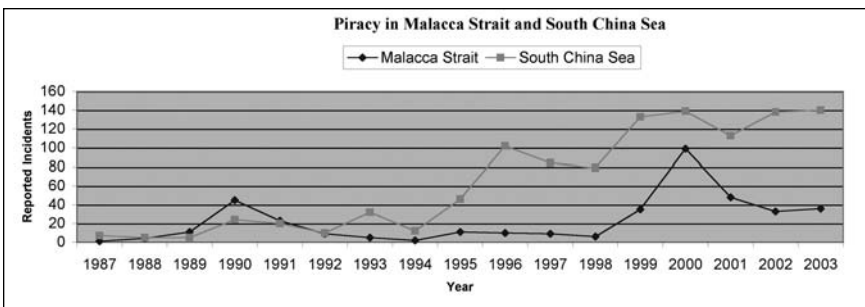 Piracy in Malacca Strait and South China Sea
Malacca Strait South China Sea
160
140
120
100
80
60
40
20
0
Reported Incidents
1987 1988 1989 1990 1991 1992 1993 1994 1995 1996 1997 1998 1999 2000 2001 2002 2003
Year